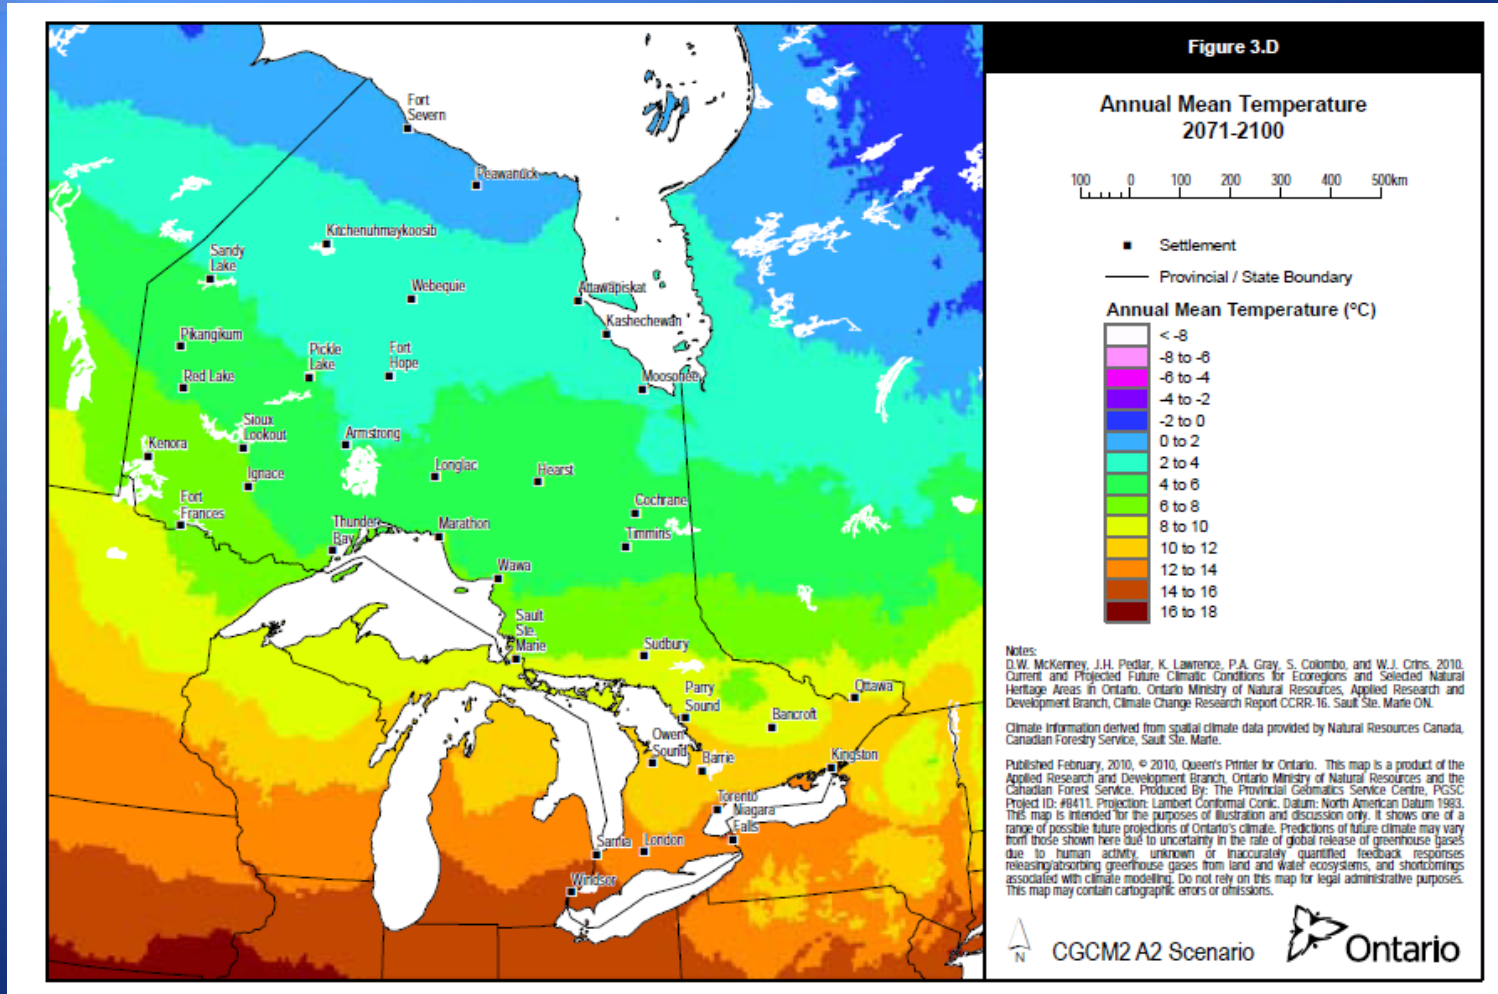 Figure 3.D
Annual Mean Temperature
2071-2100
100 0 100 200 300 400 500km
Settlement
Provincial / State Boundary
Annual Mean Temperature (°C)
< -8
-8 to -6
-6 to -4
-4 to -2
-2 to 0
0 to 2
2 to 4
4 to 6
6 to 8
8 to 10
10 to 12
12 to 14
14 to 16
16 to 18
Notes:
D.W. McKenney, J.H. Pedlar, K. Lawrence, P.A. Gray, S. Colombo, and W.J. Crins. 2010.
Current and Projected Future Climatic Conditions for Ecoregions and Selected Natural
Heritage Areas in Ontario. Ontario Ministry of Natural Resources, Applied Research and
Development Branch, Climate Change Research Report CCRR-16. Sault Ste. Marie ON.
Climate information derived from spatial climate data provided by Natural Resources Canada,
Canadian Forestry Service, Sault Ste. Marie.
Published February, 2010, © 2010, Queen's Printer for Ontario. This map is a product of the
Applied Research and Development Branch, Ontario Ministry of Natural Resources and the
Canadian Forest Service. Produced By: The Provincial Geomatics Service Centre, PGSC
Project ID: #8411. Projection: Lambert Conformal Conic. Datum: North American Datum 1983.
This map is intended for the purposes of illustration and discussion only. It shows one of a
range of possible future projections of Ontario's climate. Predictions of future climate may vary
from those shown here due to uncertainty in the rate of global release of greenhouse gases
due to human activity, unknown or inaccurately quantified feedback responses
releasing/absorbing greenhouse gases from land and water ecosystems, and shortcomings
associated with climate modelling. Do not rely on this map for legal administrative purposes.
This map may contain cartographic errors or omissions.
N
CGCM2 A2 Scenario
Ontario
Fort
Severn
Peawanuck
Kitchenuhmaykoosib
Sandy
Lake
Webequie
Attawapiskat
Kashechewan
Pikangikum
Pickle
Lake
Fort
Hope
Red Lake
Moosonee
Sioux
Lookout
Kenora
Armstrong
Ignace
Longlac
Hearst
Fort
Frances
Cochrane
Thunder
Bay
Marathon
Timmins
Wawa
Sault
Ste.
Marie
Sudbury
Parry
Sound
Ottawa
Bancroft
Owen
Sound
Barrie
Kingston
Toronto
Niagara
Falls
Sarnia
London
Windsor